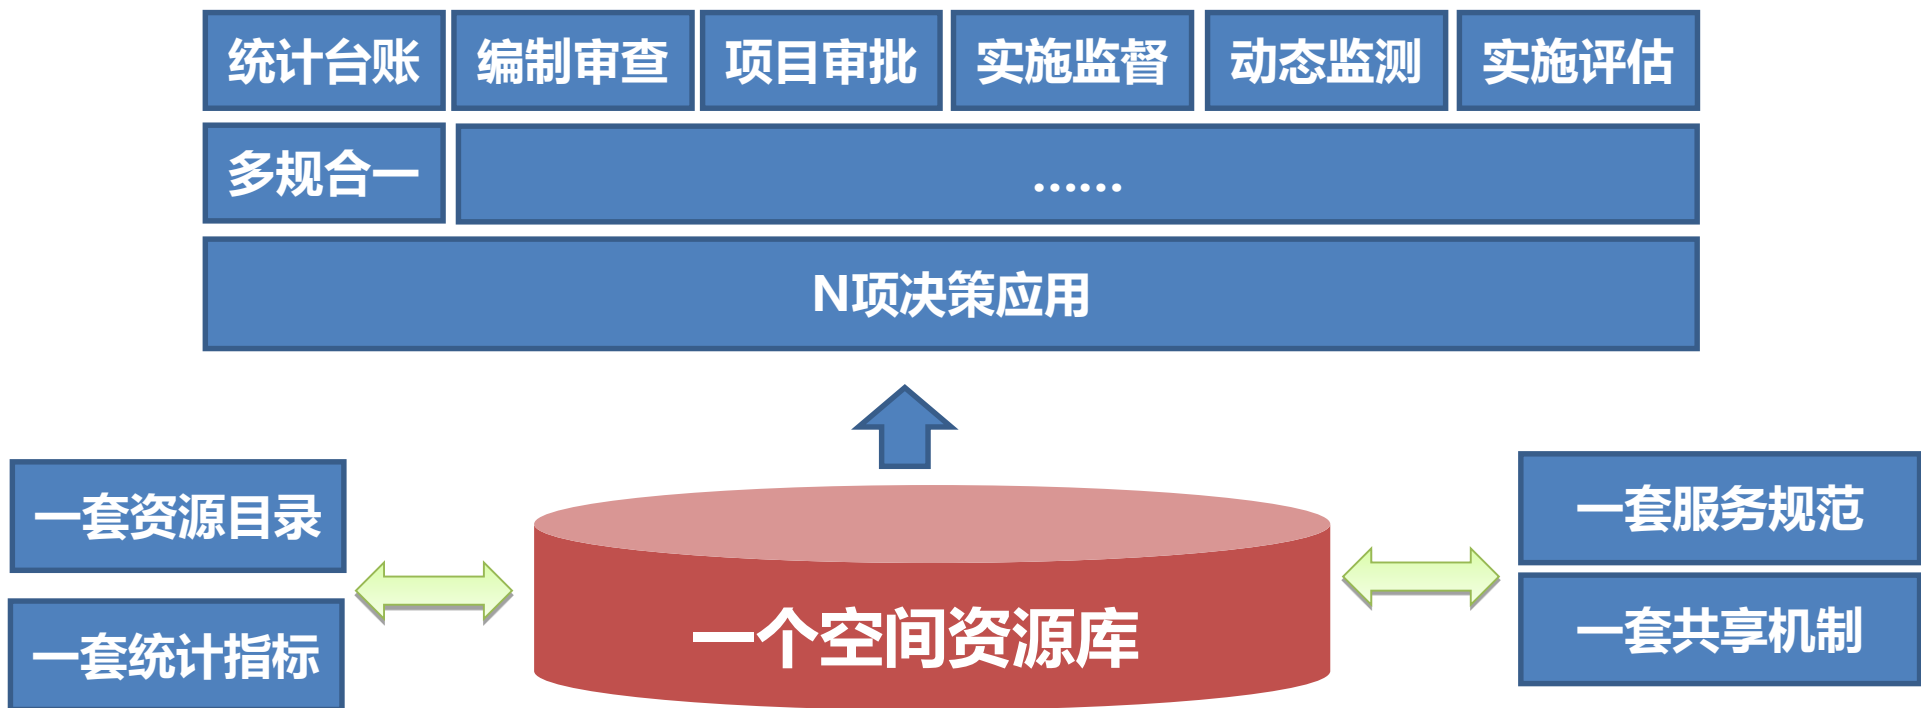 统计台账
编制审查
项目审批
实施监督
动态监测
实施评估
多规合一
……
N项决策应用
一套资源目录
一套统计指标
一个空间资源库
一套服务规范
一套共享机制